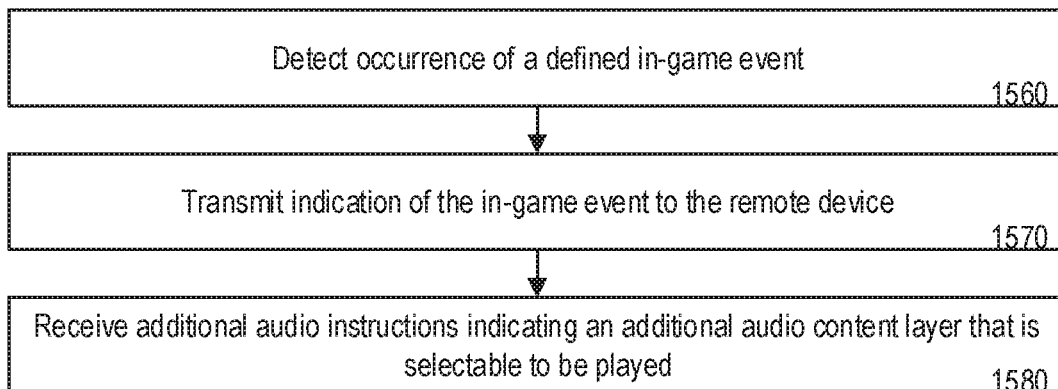 Detect occurrence of a defined in-game event
1560
Transmit indication of the in-game event to the remote device
1570
Receive additional audio instructions indicating an additional audio content layer that is
selectable to be played
1580